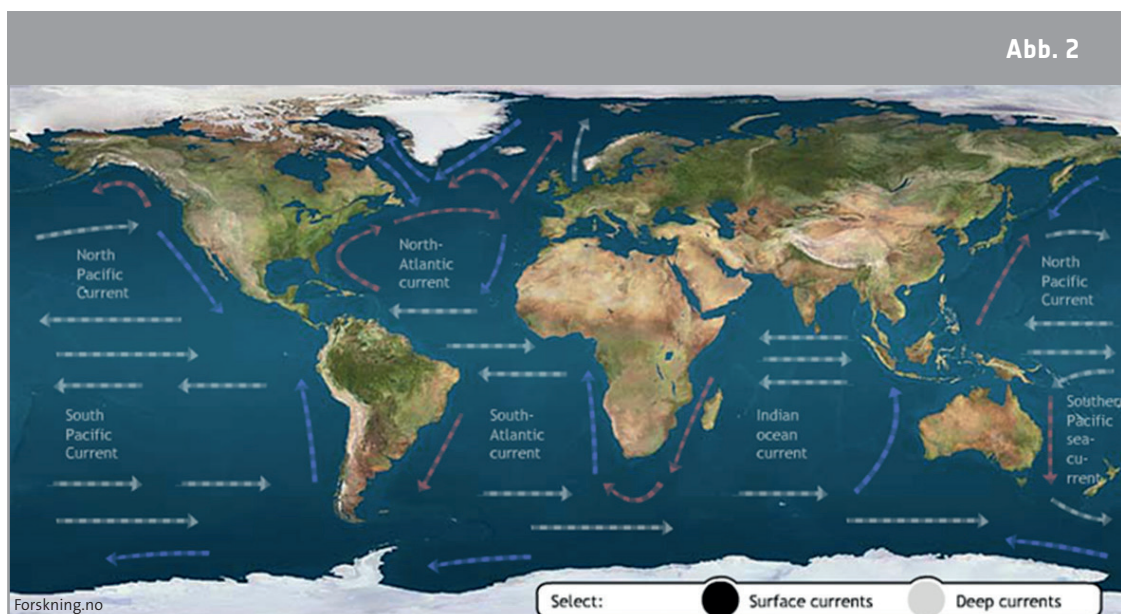 Abb. 2
North
Pacific
Current
North-
Atlantic
current
North
Pacific
Current
South
Pacific
Current
South-
Atlantic
current
Indian
ocean
current
Pacific
sea-
cu-
rrent
Forskning.no
Select:
Surface currents
Deep currents